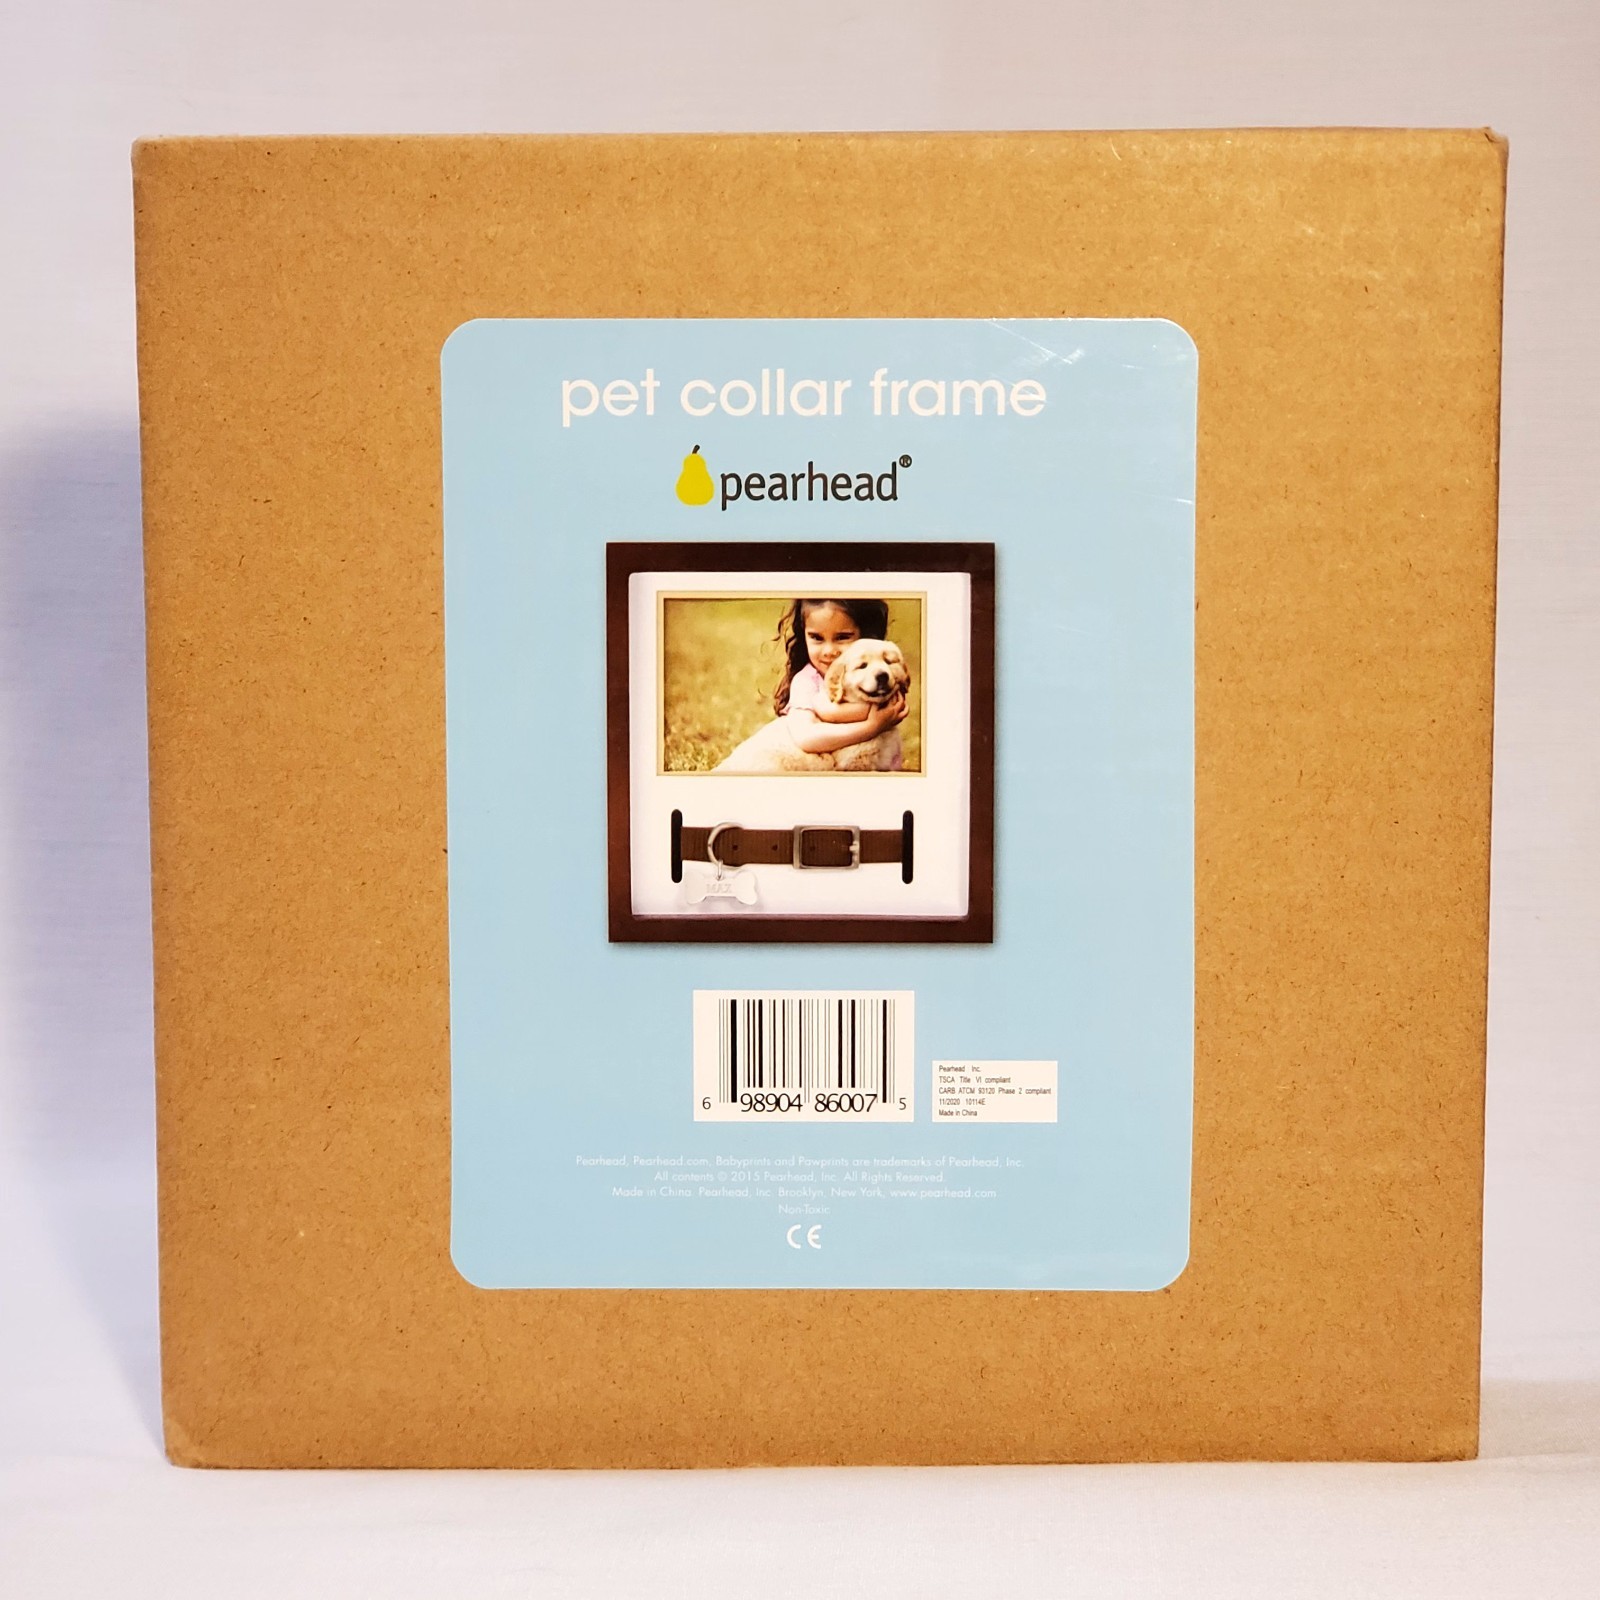 pet collar frame
pearhead®
MAX
6 98904 86007 5
Pearhead Inc.
TSCA Title VI compliant
CARB ATCM 93120 Phase 2 compliant
11/2020 10114E
Made in China
Pearhead, Pearhead.com, Babyprints and Pawprints are trademarks of Pearhead, Inc.
All contents © 2015 Pearhead, Inc. All Rights Reserved.
Made in China. Pearhead, Inc. Brooklyn, New York, www.pearhead.com
Non-Toxic
CE